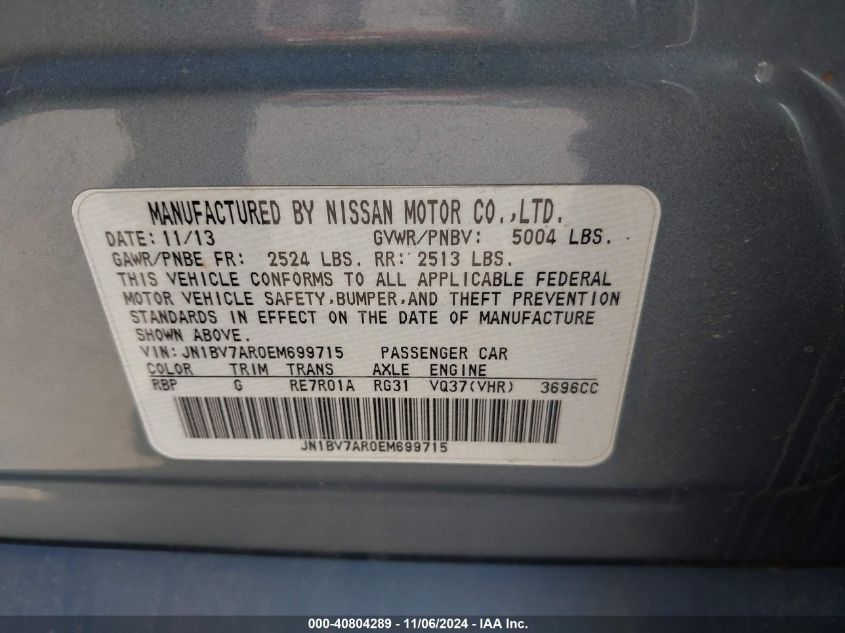 MANUFACTURED BY NISSAN MOTOR CO.,LTD.
DATE: 11/13 GVWR/PNBV: 5004 LBS.
GAWR/PNBE FR: 2524 LBS. RR: 2513 LBS.
THIS VEHICLE CONFORMS TO ALL APPLICABLE FEDERAL
MOTOR VEHICLE SAFETY,BUMPER,AND THEFT PREVENTION
STANDARDS IN EFFECT ON THE DATE OF MANUFACTURE
SHOWN ABOVE.
VIN: JN1BV7AR0EM699715 PASSENGER CAR
COLOR TRIM TRANS AXLE ENGINE
RBP G RE7R01A RG31 VQ37(VHR) 3696CC
JN1BV7AR0EM699715
000-40804289 - 11/06/2024 - IAA Inc.